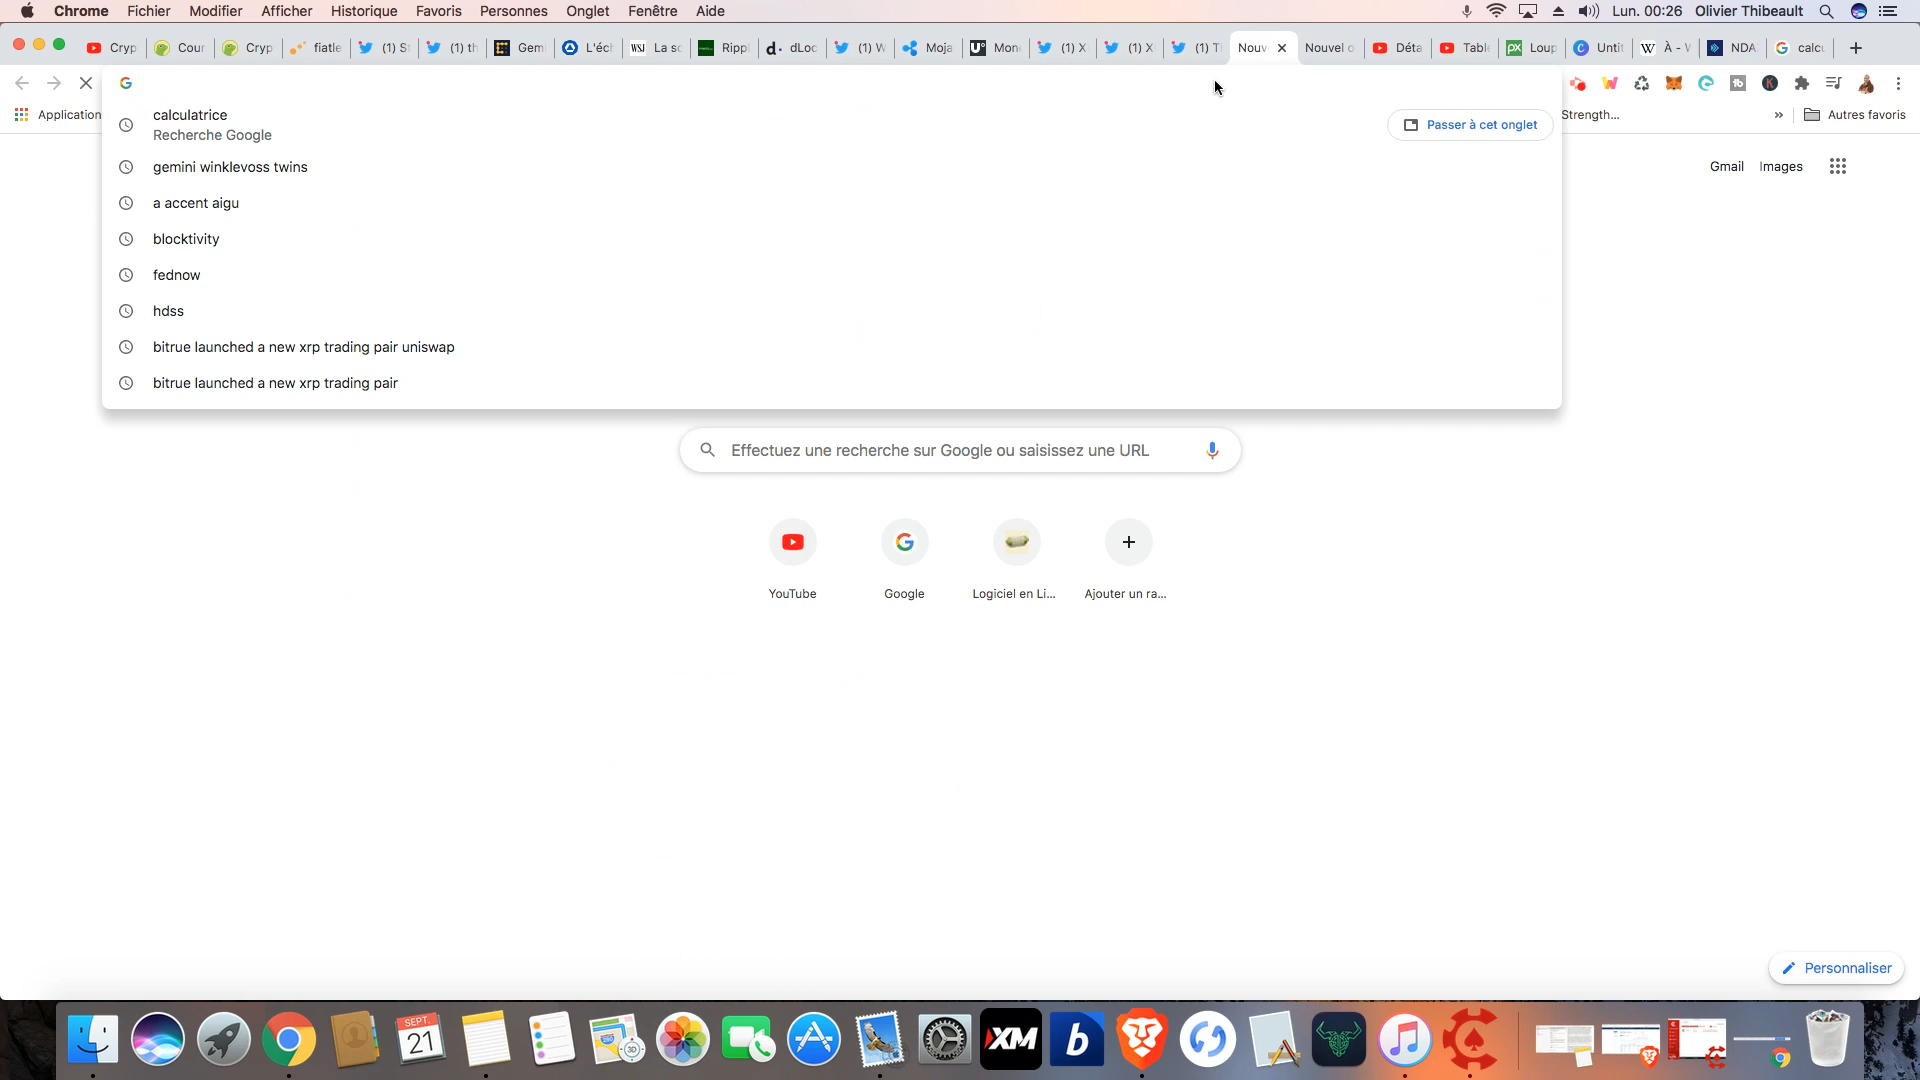 Chrome Fichier Modifier Afficher Historique Favoris Personnes Onglet Fenêtre Aide Lun. 00:26 Olivier Thibeault
Cryp Cour Cryp fiatle (1) S (1) th Gem L'éch WSJ La sc Rippl d. dLoc (1) W Moja U Mon (1) X (1) X (1) T Nouv Nouvel o Déta Tabl px Loup C Unti W À - V NDA calcu
Application Strength... » Autres favoris
calculatrice
Recherche Google
Passer à cet onglet
gemini winklevoss twins
a accent aigu
blocktivity
fednow
hdss
bitrue launched a new xrp trading pair uniswap
bitrue launched a new xrp trading pair
Gmail Images
Effectuez une recherche sur Google ou saisissez une URL
YouTube Google Logiciel en Li... Ajouter un ra...
Personnaliser
SEPT.
21
XM
b